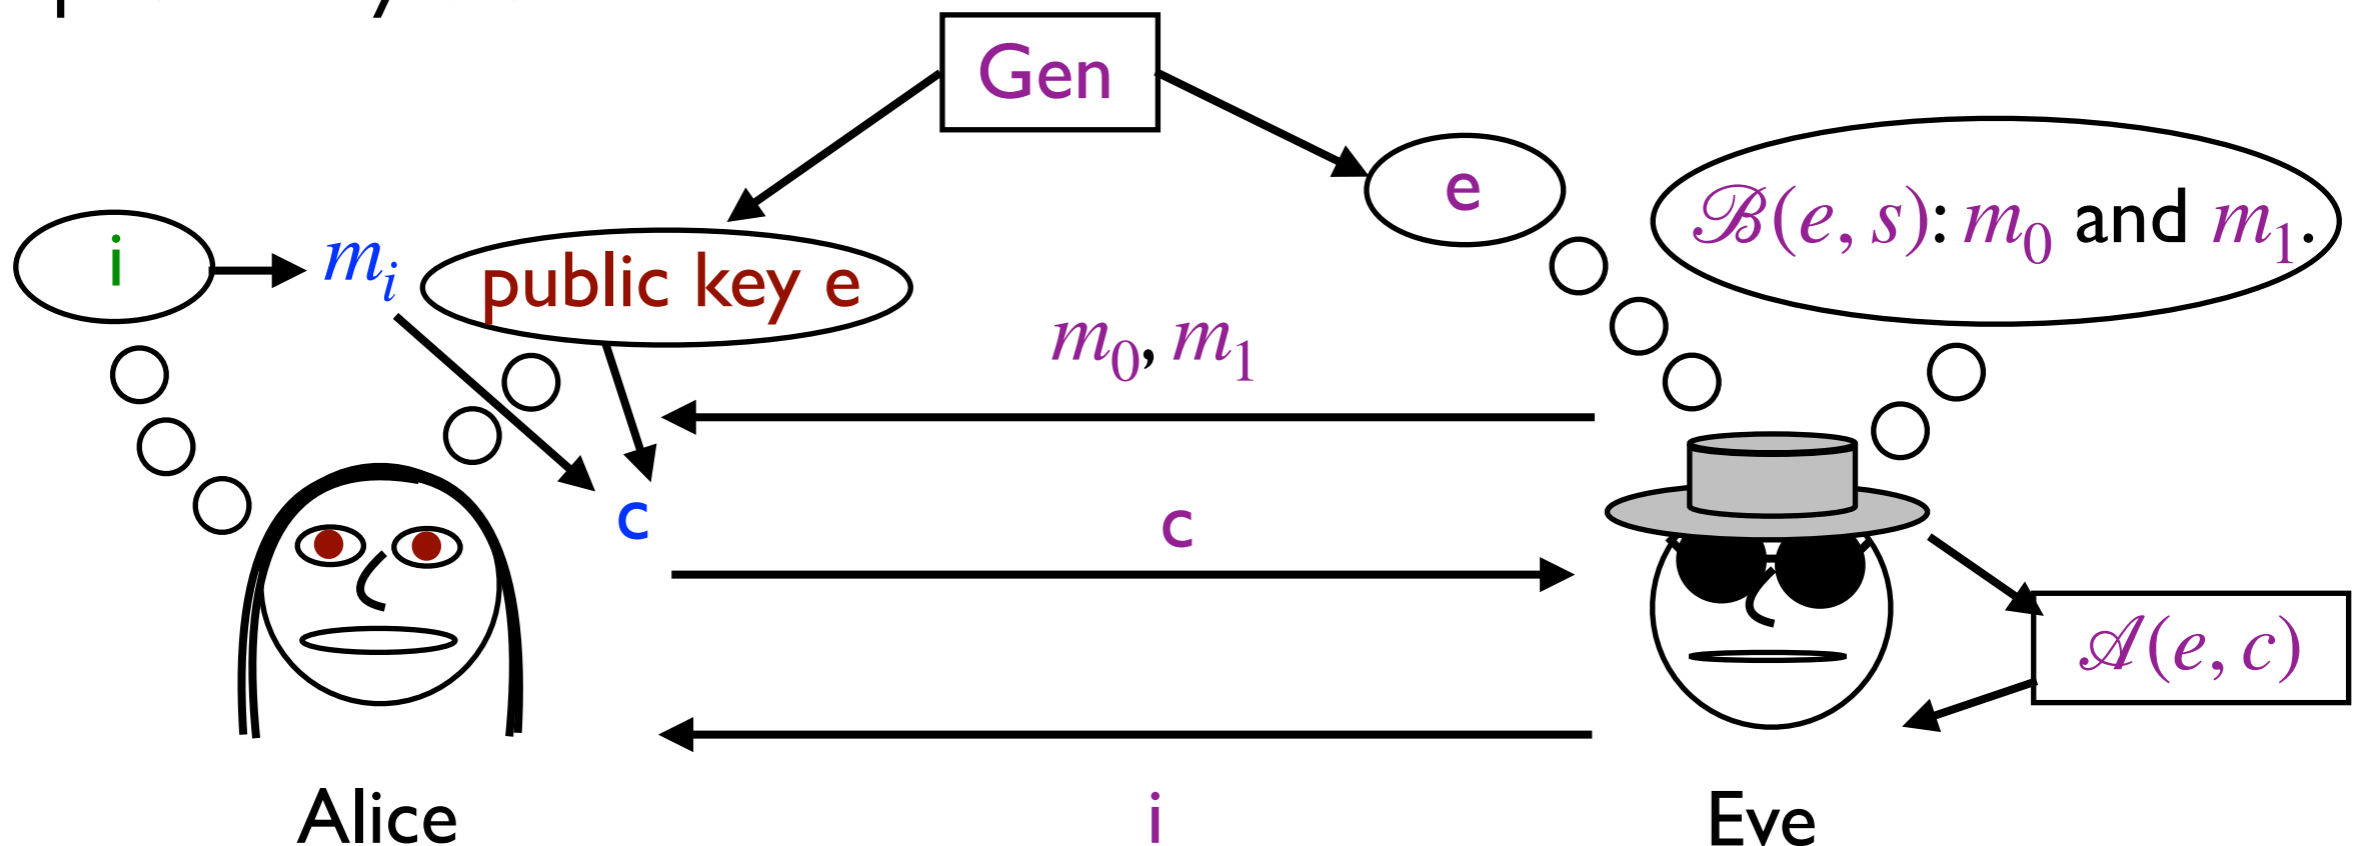 Gen
e
ℬ(e, s): m₀ and m₁.
i
mᵢ
public key e
m₀, m₁
c
c
𝒜(e, c)
Alice
i
Eve